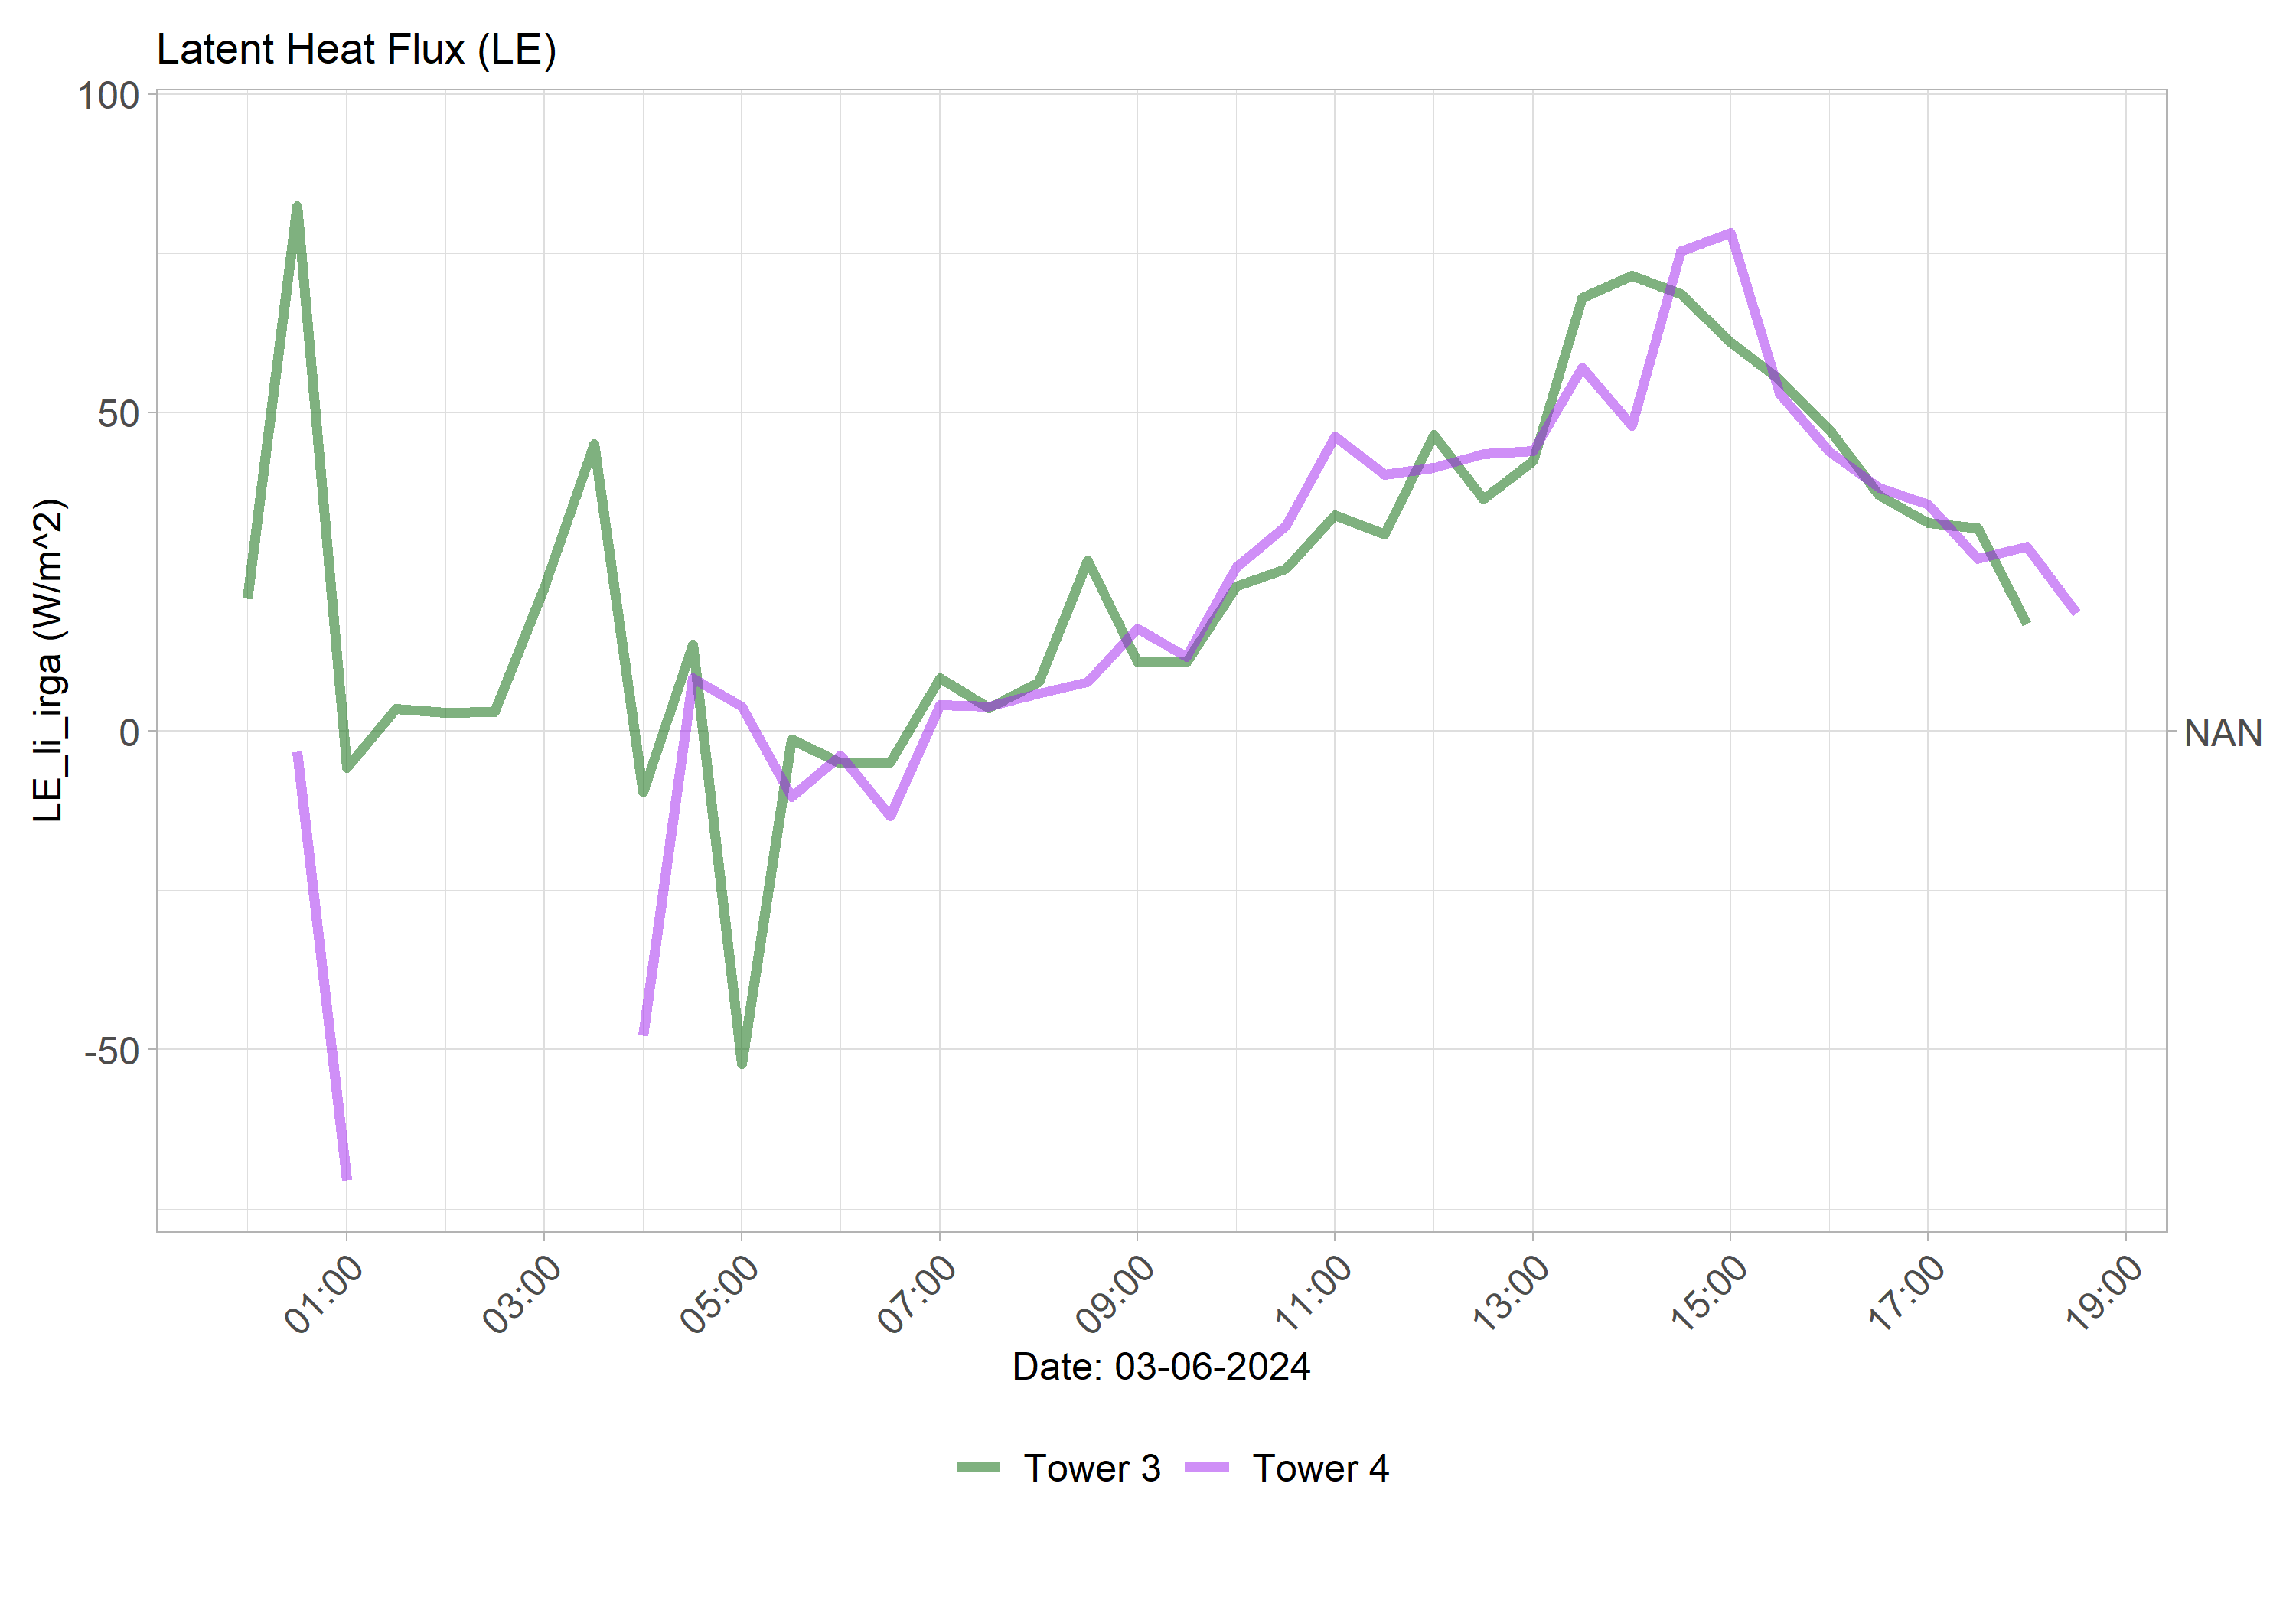 Latent Heat Flux (LE)
100
50
0
-50
LE_li_irga (W/m^2)
NAN
01:00
03:00
05:00
07:00
09:00
11:00
13:00
15:00
17:00
19:00
Date: 03-06-2024
Tower 3
Tower 4